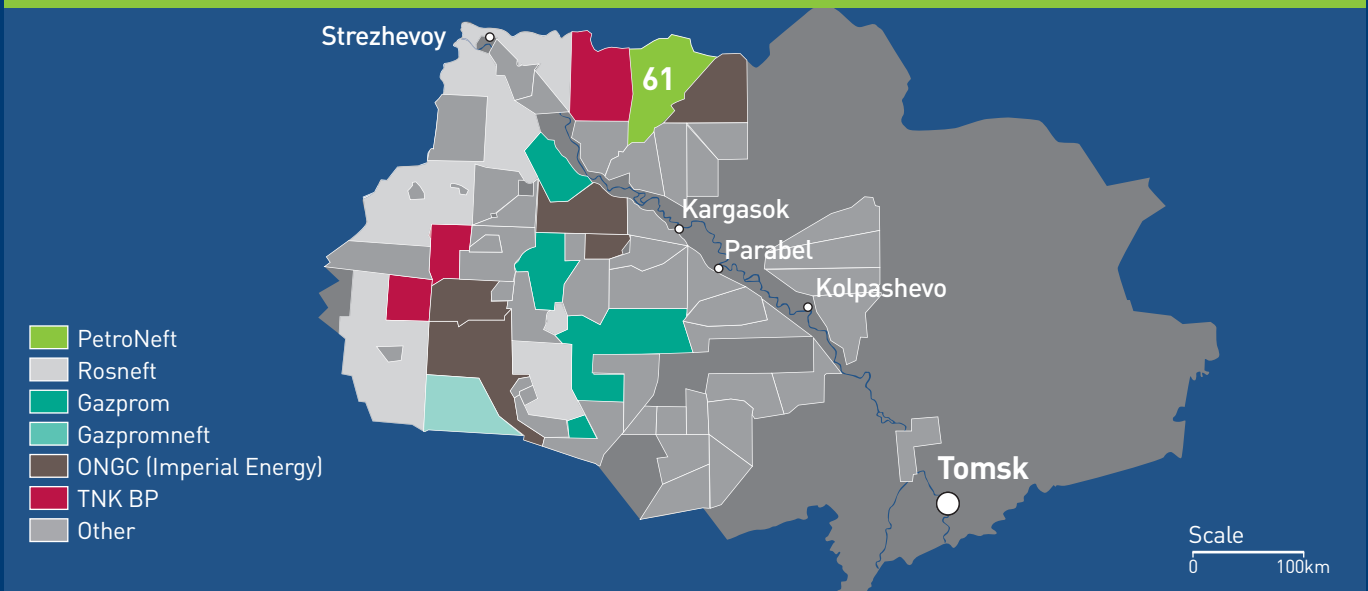 Strezhevoy
61
Kargasok
Parabel
Kolpashevo
PetroNeft
Rosneft
Gazprom
Gazpromneft
ONGC (Imperial Energy)
TNK BP
Other
Tomsk
Scale
0 100km